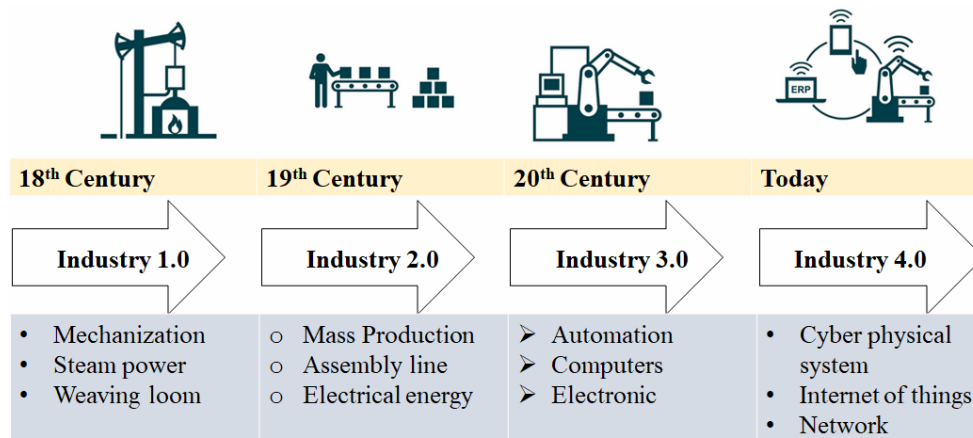 ERP
18th Century
19th Century
20th Century
Today
Industry 1.0
Industry 2.0
Industry 3.0
Industry 4.0
• Mechanization
• Steam power
• Weaving loom
o Mass Production
o Assembly line
o Electrical energy
➢ Automation
➢ Computers
➢ Electronic
• Cyber physical
system
• Internet of things
• Network